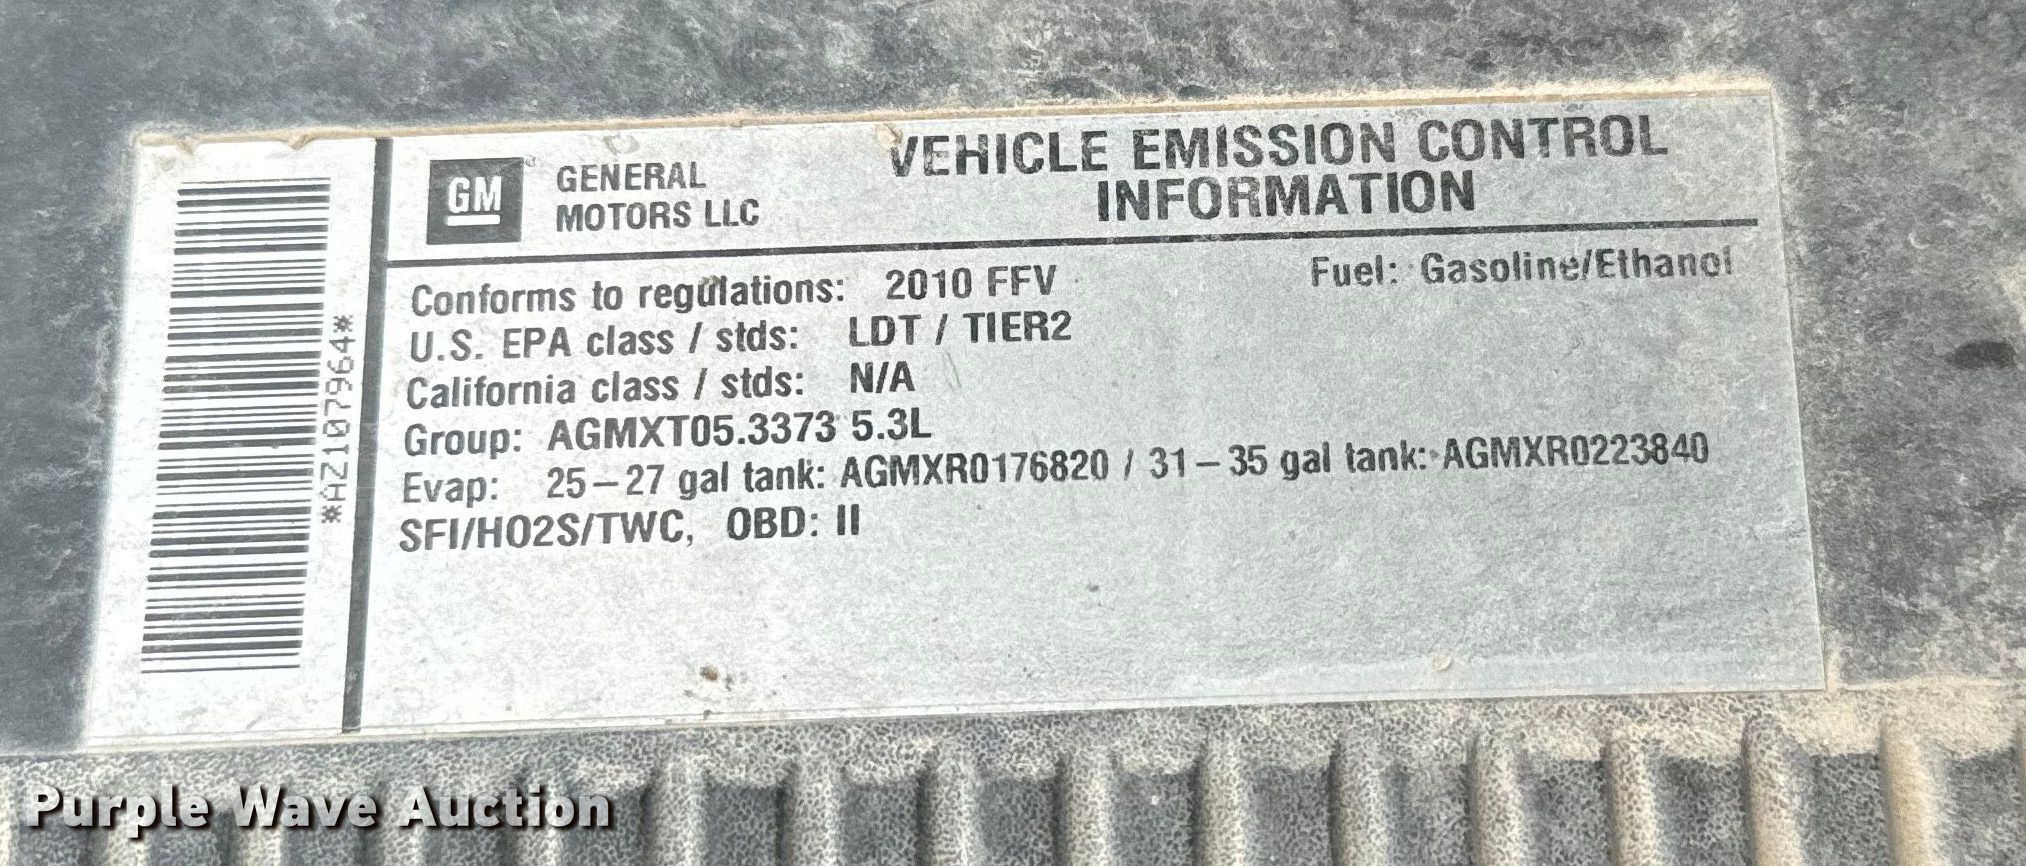 GM
GENERAL
MOTORS LLC
VEHICLE EMISSION CONTROL
INFORMATION
Conforms to regulations: 2010 FFV
Fuel: Gasoline/Ethanol
U.S. EPA class / stds: LDT / TIER2
California class / stds: N/A
Group: AGMXT05.3373 5.3L
Evap: 25–27 gal tank: AGMXR0176820 / 31–35 gal tank: AGMXR0223840
SFI/HO2S/TWC, OBD: II
*AZ107964*
Purple Wave Auction